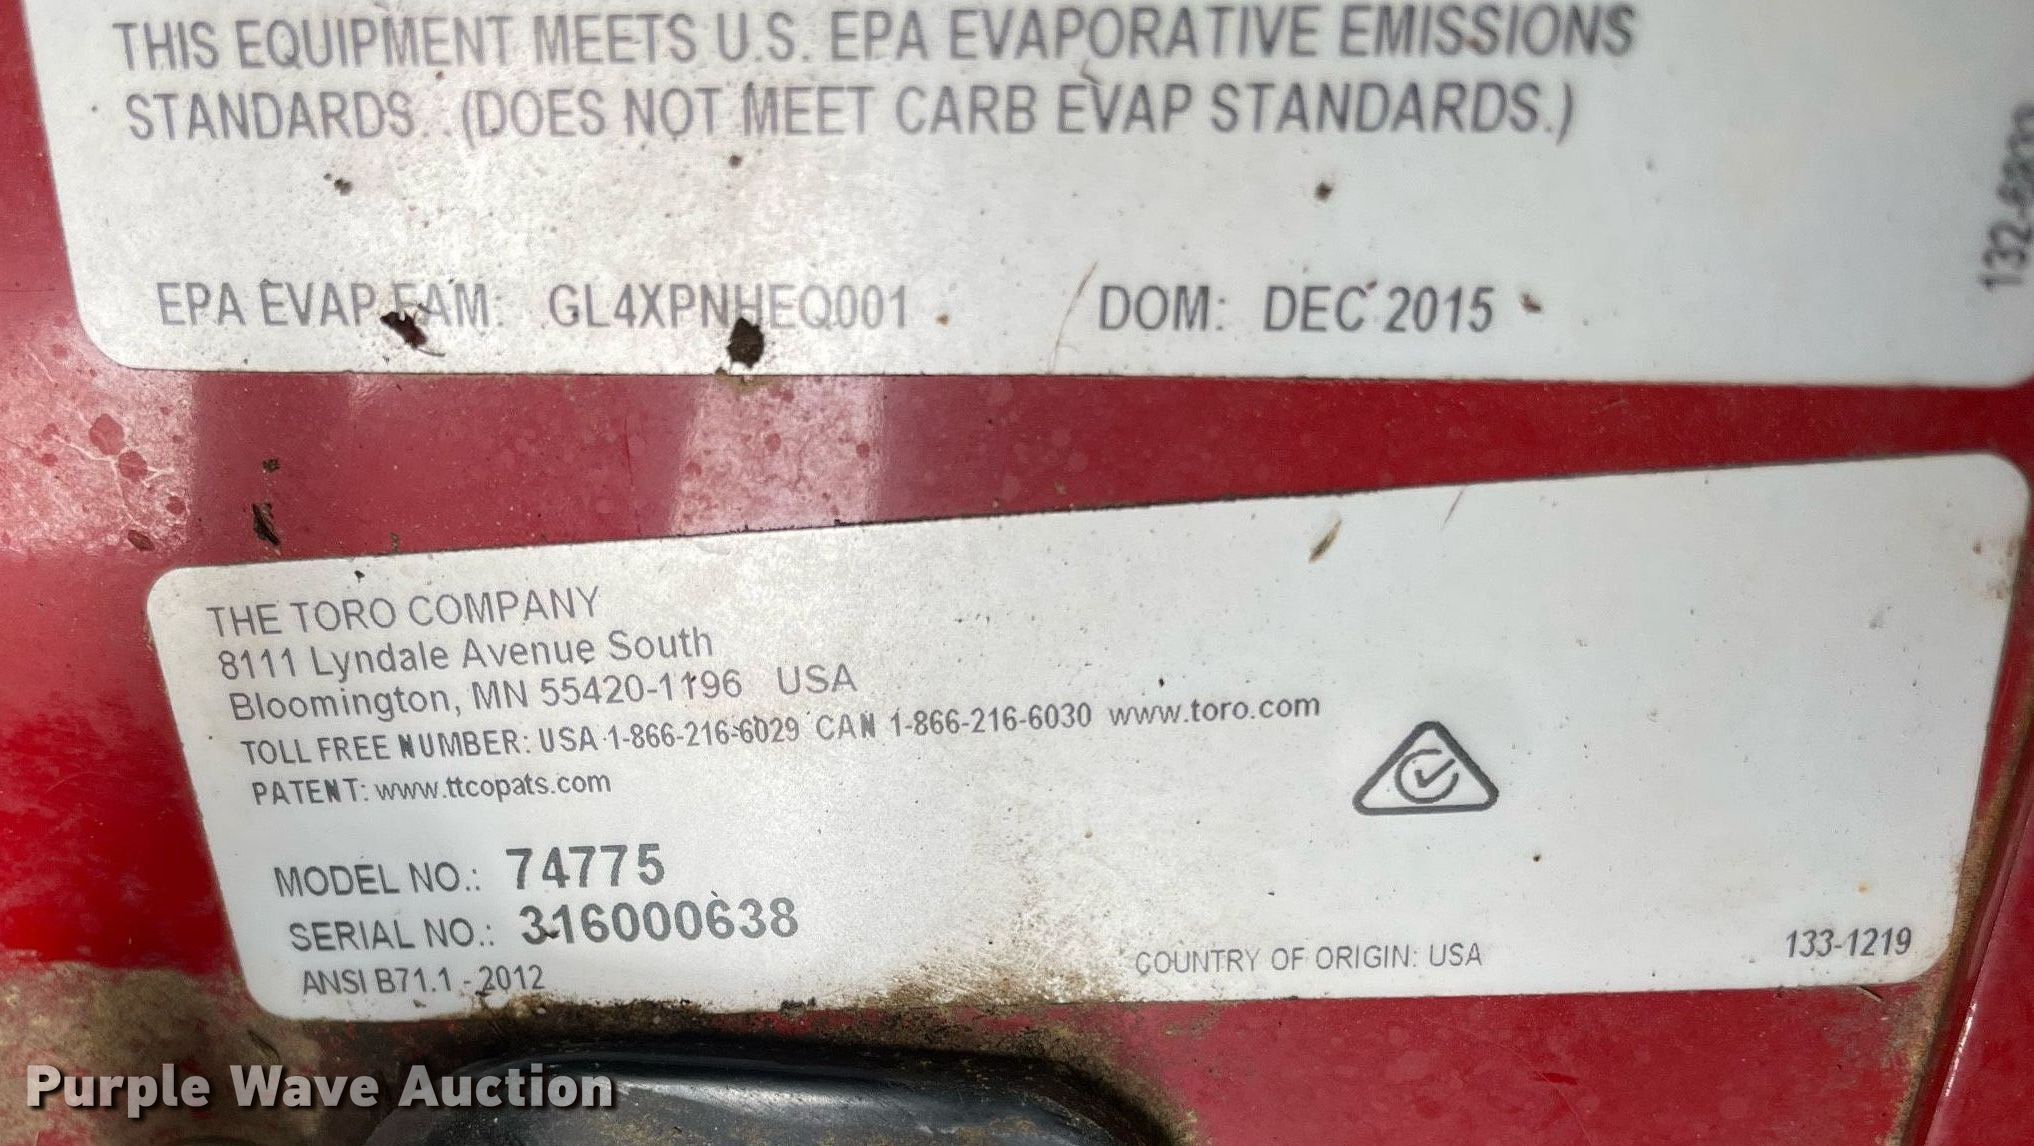 THIS EQUIPMENT MEETS U.S. EPA EVAPORATIVE EMISSIONS
STANDARDS. (DOES NOT MEET CARB EVAP STANDARDS.)
EPA EVAP FAM: GL4XPNHEQ001 DOM: DEC 2015
THE TORO COMPANY
8111 Lyndale Avenue South
Bloomington, MN 55420-1196 USA
TOLL FREE NUMBER: USA 1-866-216-6029 CAN 1-866-216-6030 www.toro.com
PATENT: www.ttcopats.com
MODEL NO.: 74775
SERIAL NO.: 316000638
ANSI B71.1 - 2012
COUNTRY OF ORIGIN: USA
133-1219
Purple Wave Auction